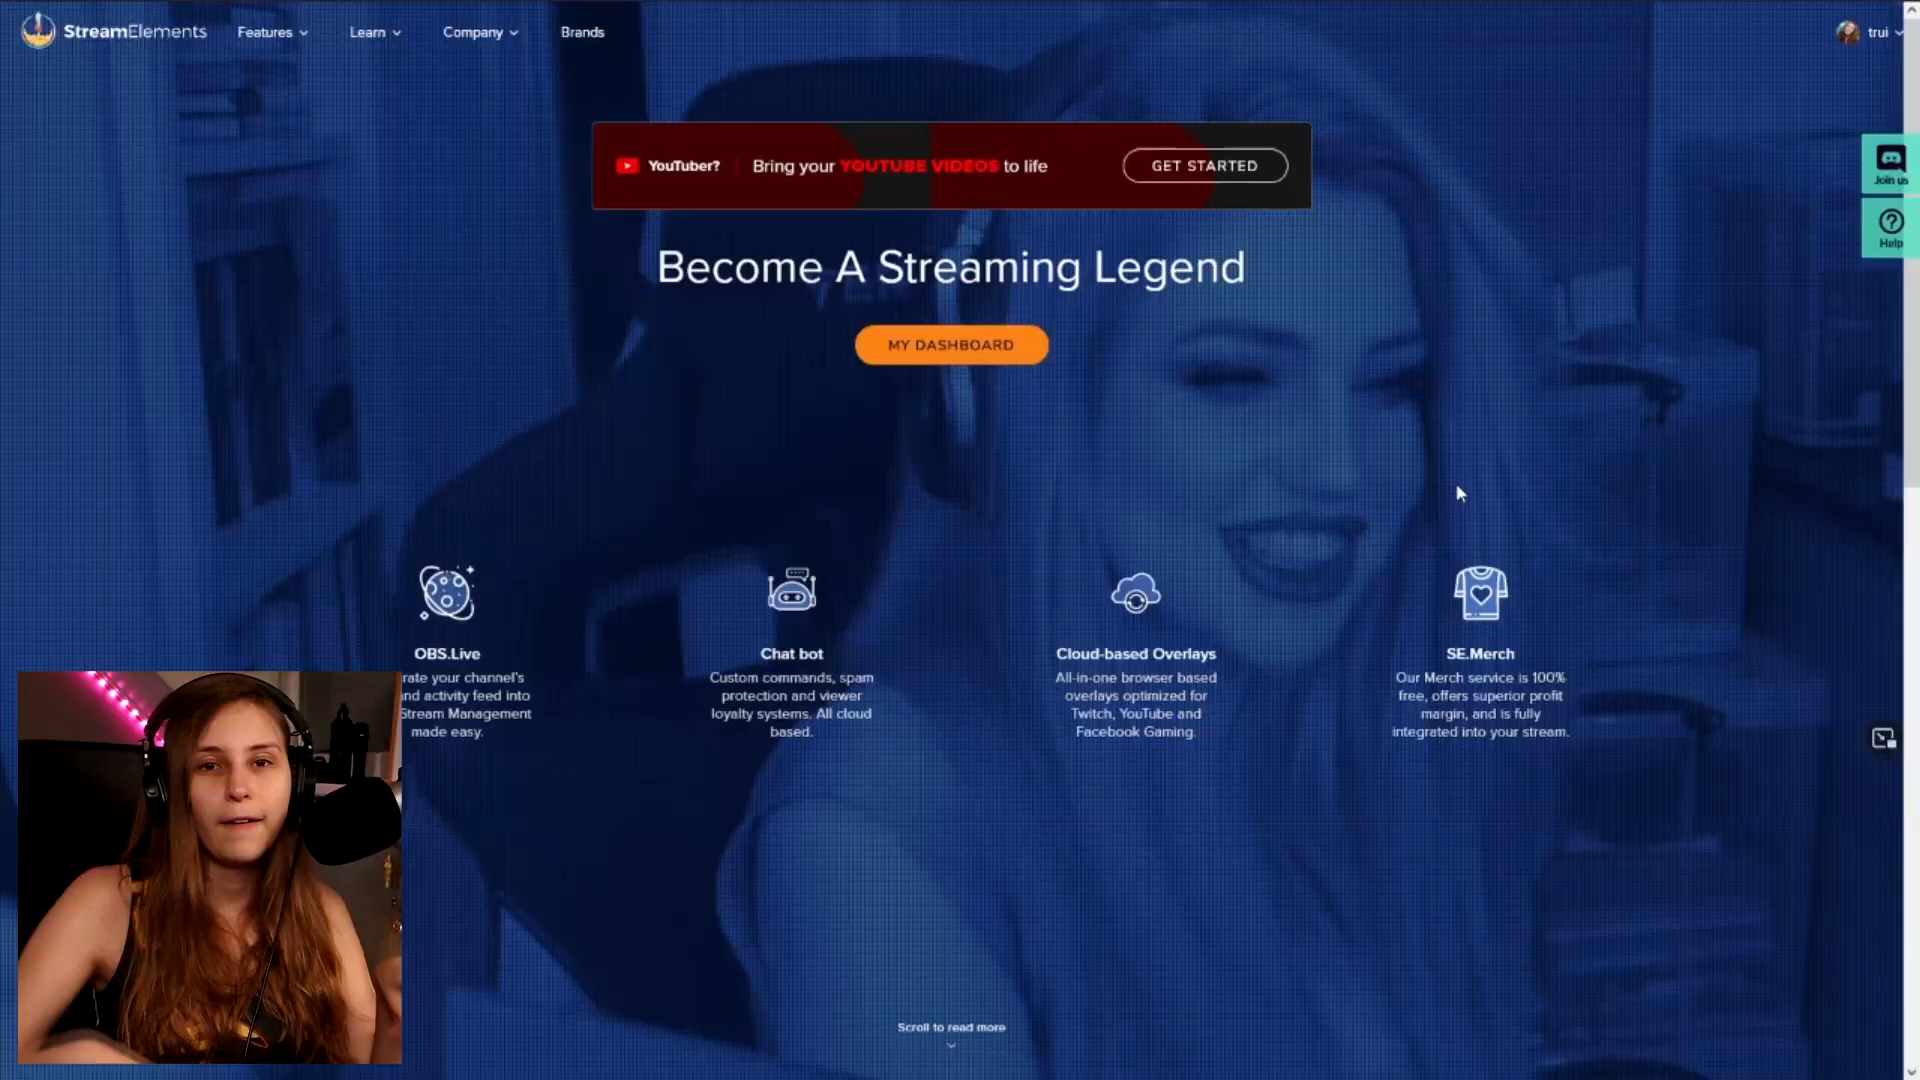 StreamElements
Features
Learn
Company
Brands
trui
YouTuber?
Bring your YOUTUBE VIDEOS to life
GET STARTED
Join us
Help
Become A Streaming Legend
MY DASHBOARD
OBS.Live
rate your channel's
nd activity feed into
Stream Management
made easy.
Chat bot
Custom commands, spam
protection and viewer
loyalty systems. All cloud
based.
Cloud-based Overlays
All-in-one browser based
overlays optimized for
Twitch, YouTube and
Facebook Gaming.
SE.Merch
Our Merch service is 100%
free, offers superior profit
margin, and is fully
integrated into your stream.
Scroll to read more